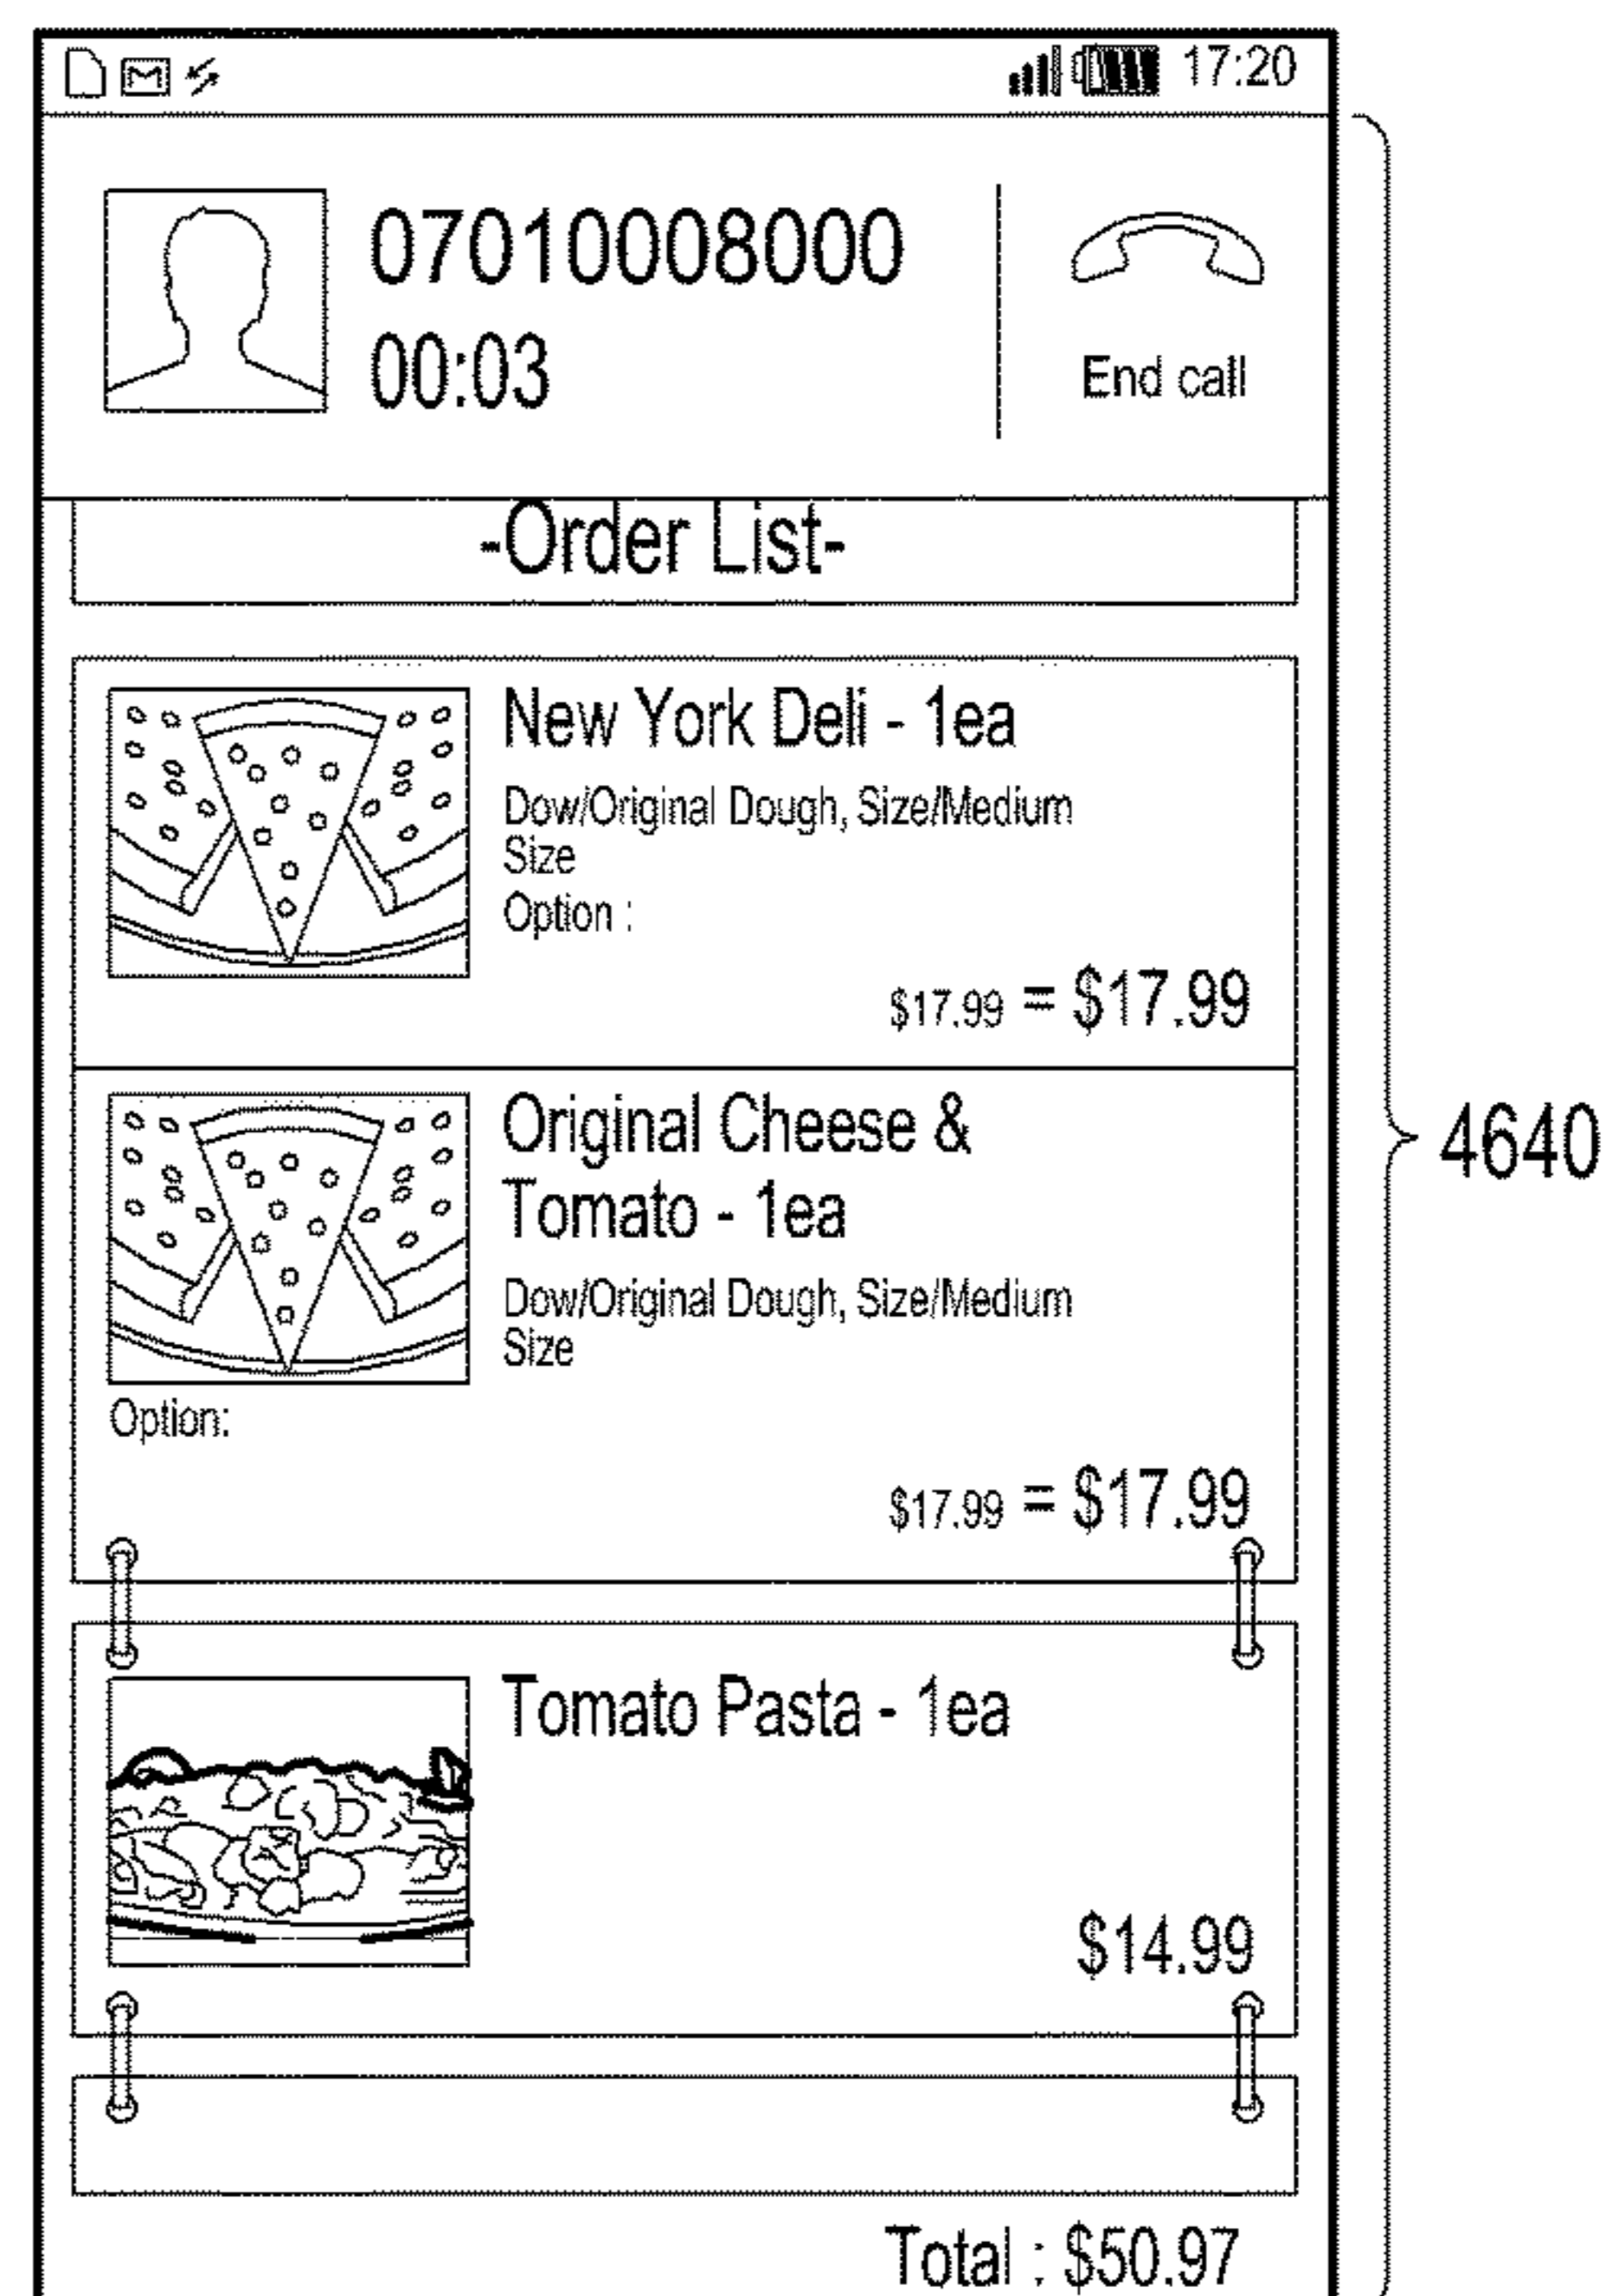 17:20
07010008000
00:03
End call
-Order List-
New York Deli - 1ea
Dow/Original Dough, Size/Medium
Size
Option :
$17.99 = $17.99
Original Cheese &
Tomato - 1ea
Dow/Original Dough, Size/Medium
Size
Option:
$17.99 = $17.99
4640
Tomato Pasta - 1ea
$14.99
Total : $50.97